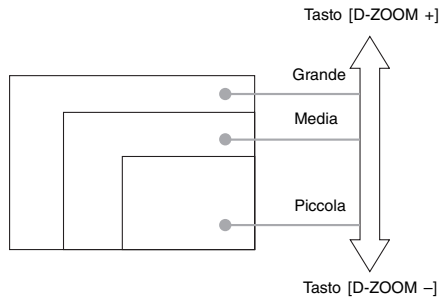 Tasto [D-ZOOM +]
Grande
Media
Piccola
Tasto [D-ZOOM –]